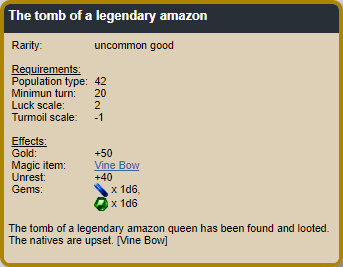 The tomb of a legendary amazon
Rarity: uncommon good
Requirements:
Population type: 42
Minimun turn: 20
Luck scale: 2
Turmoil scale: -1
Effects:
Gold: +50
Magic item: Vine Bow
Unrest: +40
Gems: x 1d6,
x 1d6
The tomb of a legendary amazon queen has been found and looted.
The natives are upset. [Vine Bow]